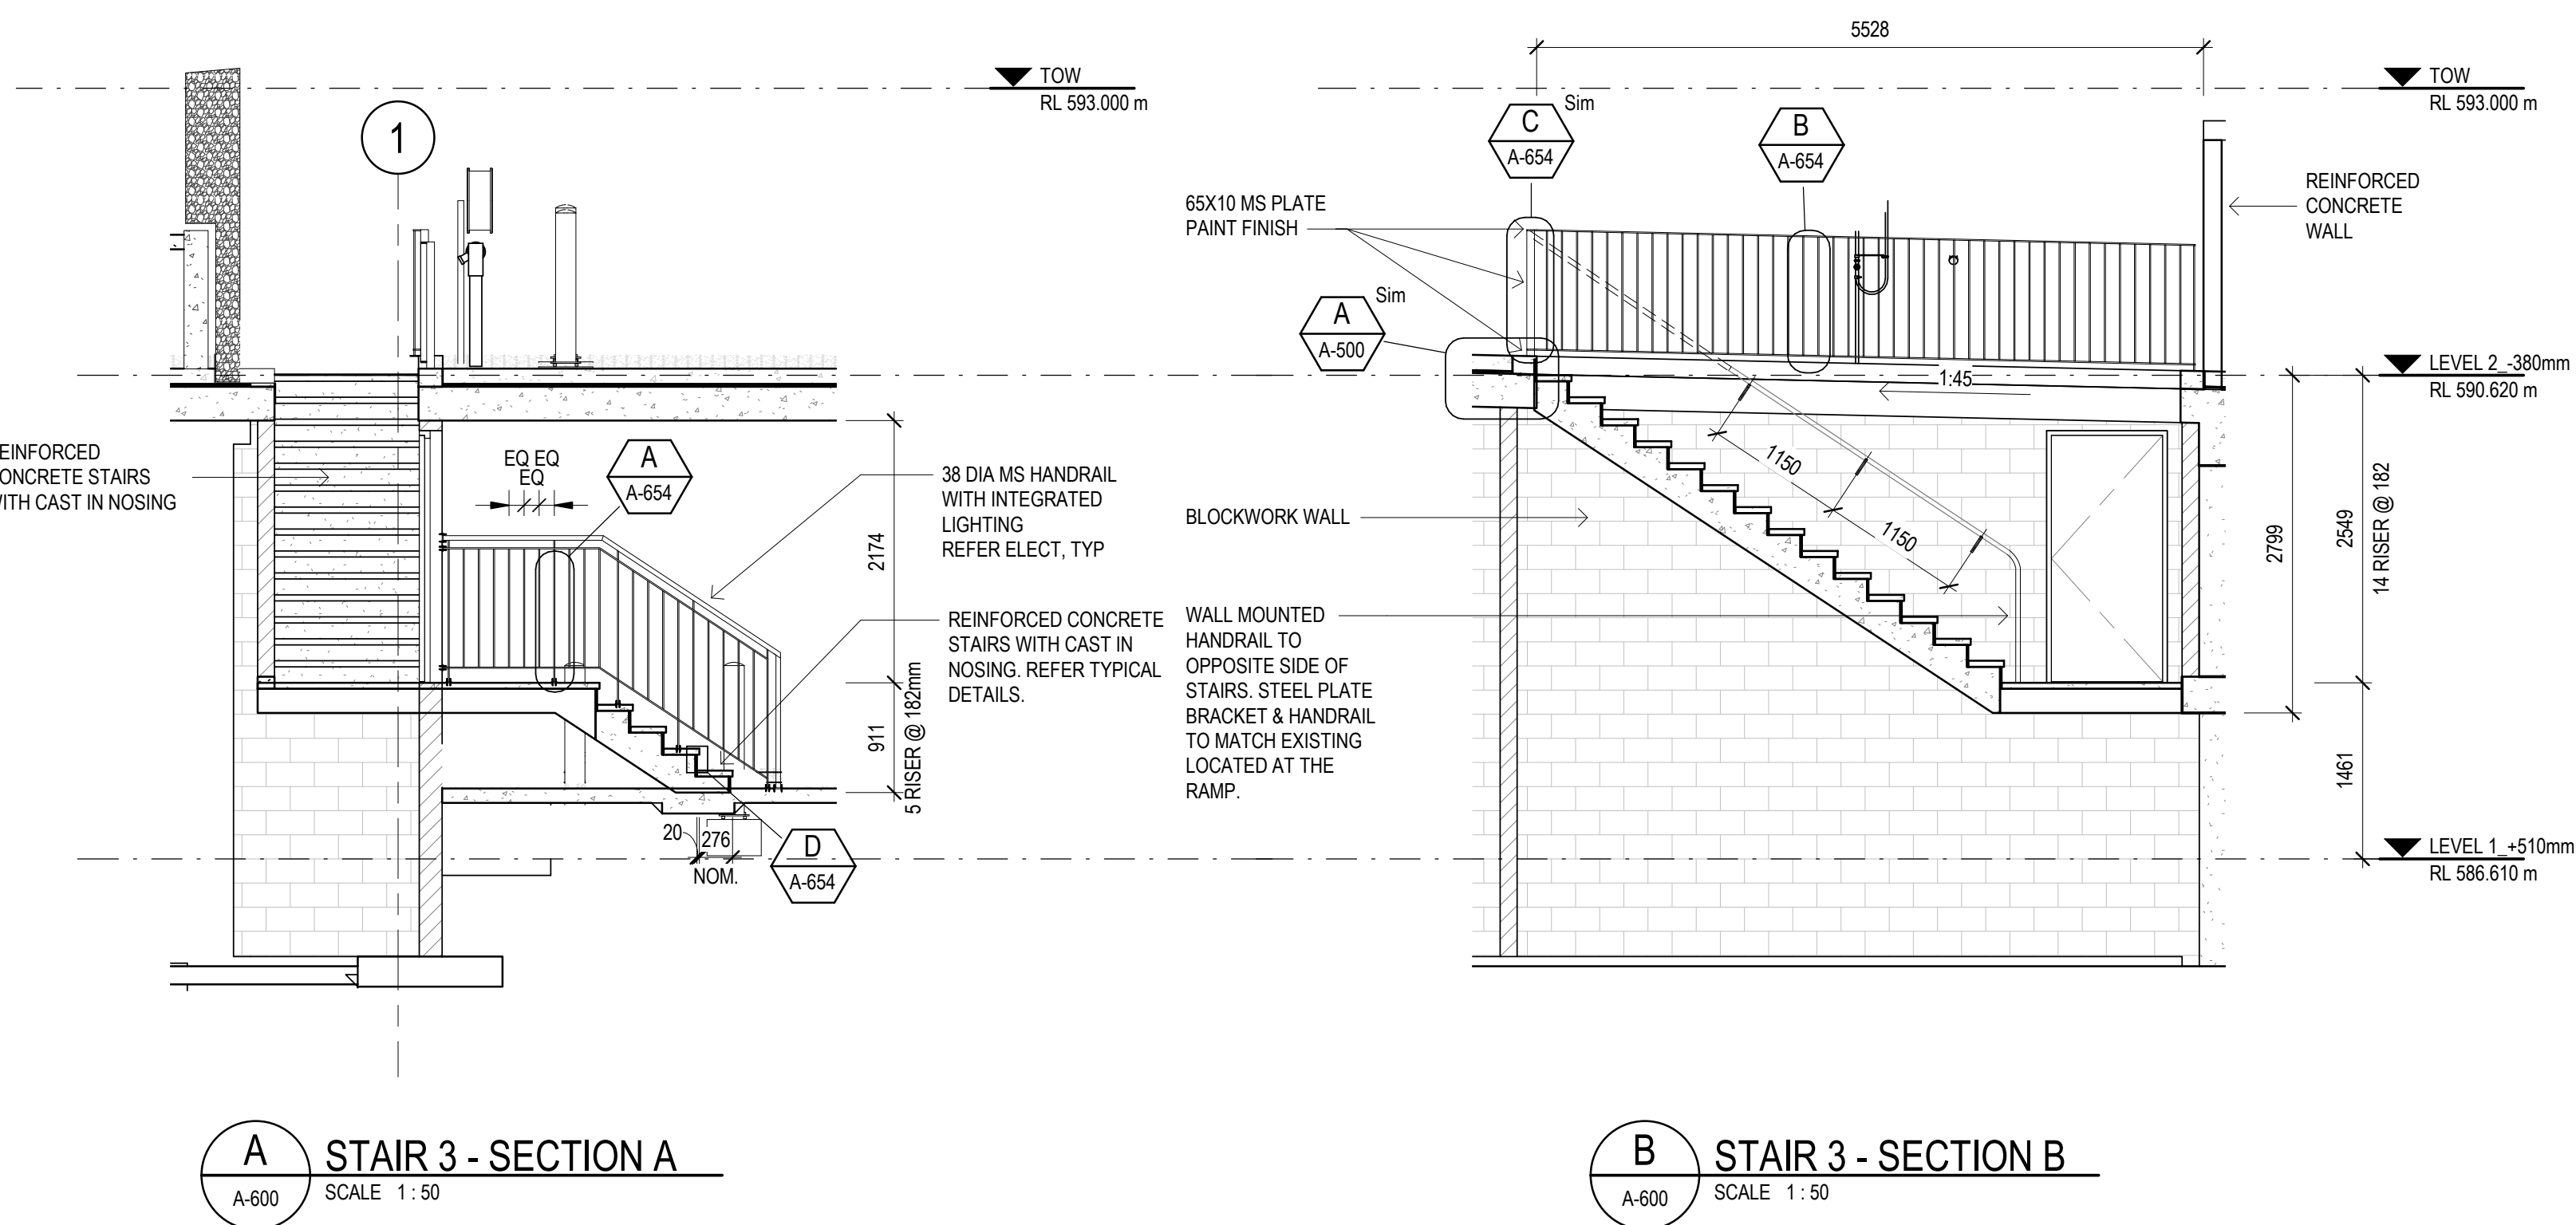 TOW
RL 593.000 m
1
EINFORCED
ONCRETE STAIRS
WITH CAST IN NOSING
EQ EQ
EQ
A
A-654
38 DIA MS HANDRAIL
WITH INTEGRATED
LIGHTING
REFER ELECT, TYP
2174
REINFORCED CONCRETE
STAIRS WITH CAST IN
NOSING. REFER TYPICAL
DETAILS.
911
5 RISER @ 182mm
20
276
NOM.
D
A-654
A
A-600
STAIR 3 - SECTION A
SCALE 1 : 50
5528
TOW
RL 593.000 m
C
A-654
Sim
B
A-654
65X10 MS PLATE
PAINT FINISH
REINFORCED
CONCRETE
WALL
A
A-500
Sim
1:45
LEVEL 2_-380mm
RL 590.620 m
1150
1150
BLOCKWORK WALL
WALL MOUNTED
HANDRAIL TO
OPPOSITE SIDE OF
STAIRS. STEEL PLATE
BRACKET & HANDRAIL
TO MATCH EXISTING
LOCATED AT THE
RAMP.
2799
2549
14 RISER @ 182
1461
LEVEL 1_+510mm
RL 586.610 m
B
A-600
STAIR 3 - SECTION B
SCALE 1 : 50